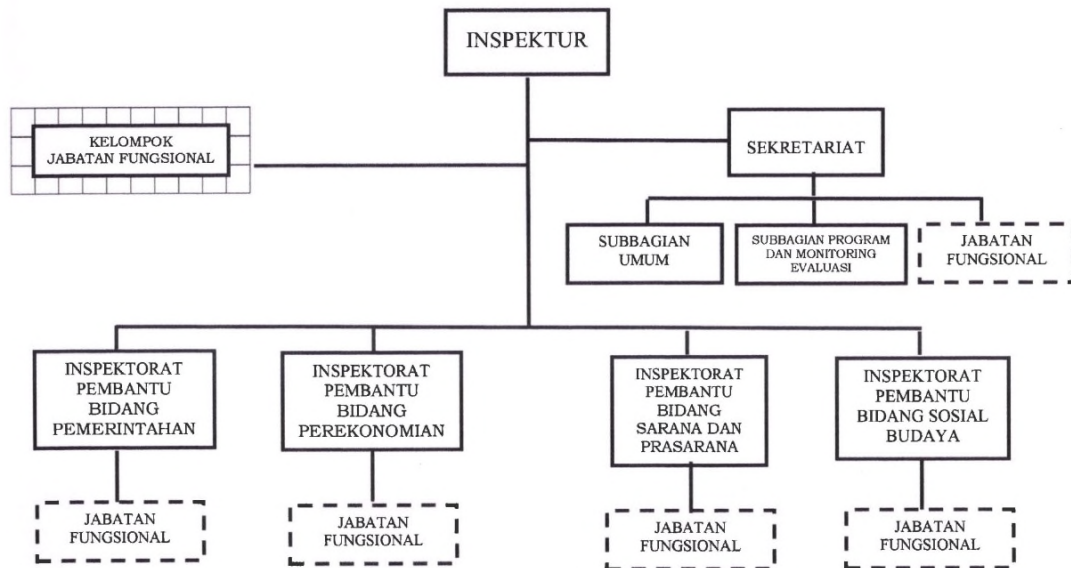 INSPEKTUR
KELOMPOK
JABATAN FUNGSIONAL
SEKRETARIAT
SUBBAGIAN
UMUM
SUBBAGIAN PROGRAM
DAN MONITORING
EVALUASI
JABATAN
FUNGSIONAL
INSPEKTORAT
PEMBANTU
BIDANG
PEMERINTAHAN
INSPEKTORAT
PEMBANTU
BIDANG
PEREKONOMIAN
INSPEKTORAT
PEMBANTU
BIDANG
SARANA DAN
PRASARANA
INSPEKTORAT
PEMBANTU
BIDANG SOSIAL
BUDAYA
JABATAN
FUNGSIONAL
JABATAN
FUNGSIONAL
JABATAN
FUNGSIONAL
JABATAN
FUNGSIONAL